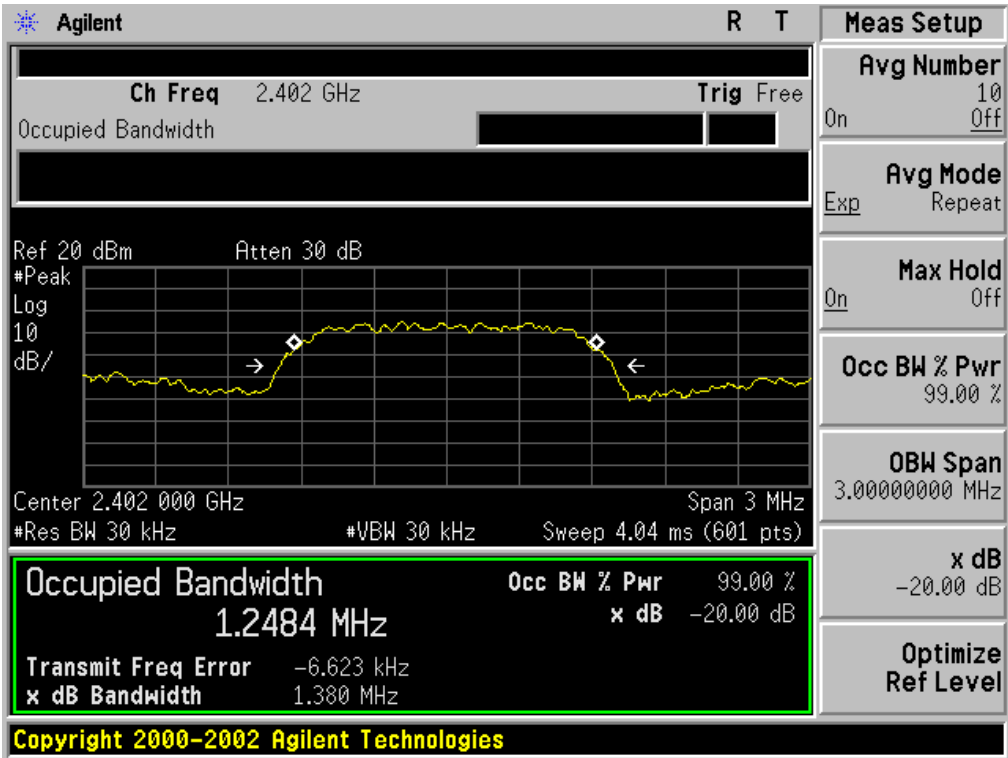 Agilent R T
Ch Freq 2.402 GHz Trig Free
Occupied Bandwidth
Ref 20 dBm Atten 30 dB
#Peak
Log
10
dB/
Center 2.402 000 GHz Span 3 MHz
#Res BW 30 kHz #VBW 30 kHz Sweep 4.04 ms (601 pts)
Occupied Bandwidth Occ BW % Pwr 99.00 %
1.2484 MHz x dB -20.00 dB
Transmit Freq Error -6.623 kHz
x dB Bandwidth 1.380 MHz
Copyright 2000-2002 Agilent Technologies
Meas Setup
Avg Number
10
On Off
Avg Mode
Exp Repeat
Max Hold
On Off
Occ BW % Pwr
99.00 %
OBW Span
3.00000000 MHz
x dB
-20.00 dB
Optimize
Ref Level